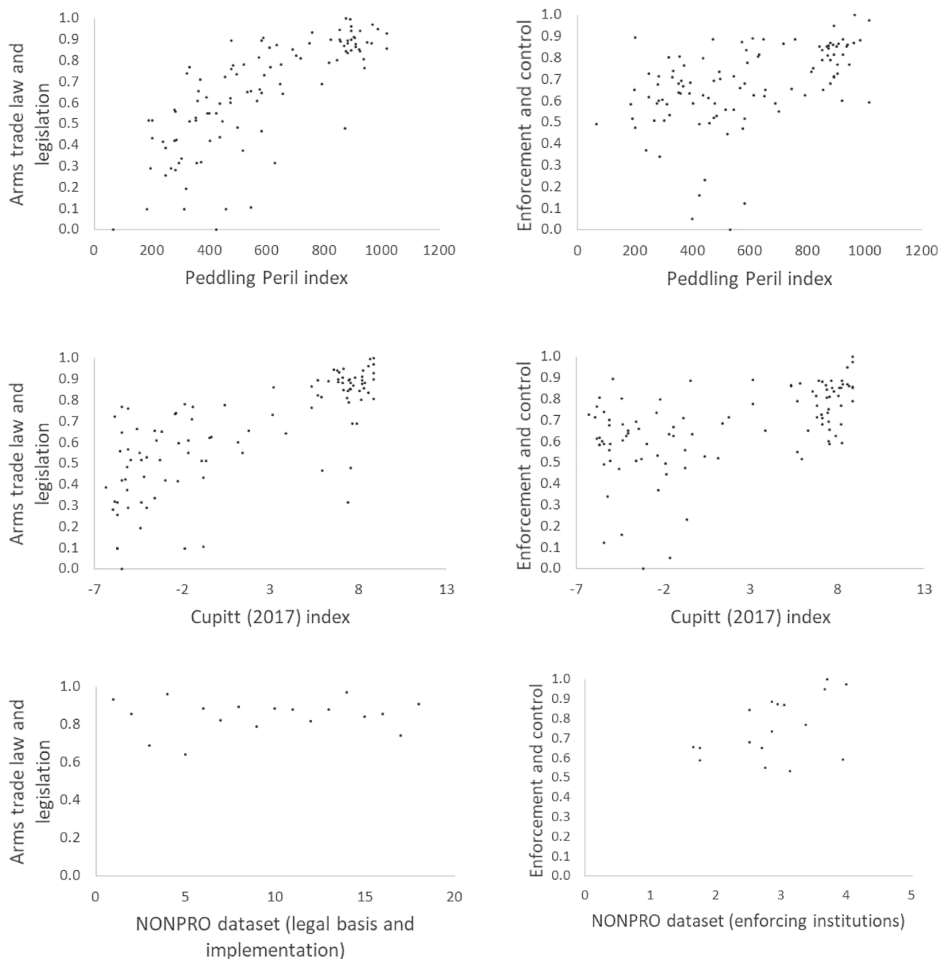 Arms trade law and
legislation
1.0
0.9
0.8
0.7
0.6
0.5
0.4
0.3
0.2
0.1
0.0
0 200 400 600 800 1000 1200
Peddling Peril index
Enforcement and control
1.0
0.9
0.8
0.7
0.6
0.5
0.4
0.3
0.2
0.1
0.0
0 200 400 600 800 1000 1200
Peddling Peril index
Arms trade law and
legislation
1.0
0.9
0.8
0.7
0.6
0.5
0.4
0.3
0.2
0.1
0.0
-7 -2 3 8 13
Cupitt (2017) index
Enforcement and control
1.0
0.9
0.8
0.7
0.6
0.5
0.4
0.3
0.2
0.1
0.0
-7 -2 3 8 13
Cupitt (2017) index
Arms trade law and
legislation
1.0
0.8
0.6
0.4
0.2
0.0
0 5 10 15 20
NONPRO dataset (legal basis and
implementation)
Enforcement and control
1.0
0.9
0.8
0.7
0.6
0.5
0.4
0.3
0.2
0.1
0.0
0 1 2 3 4 5
NONPRO dataset (enforcing institutions)